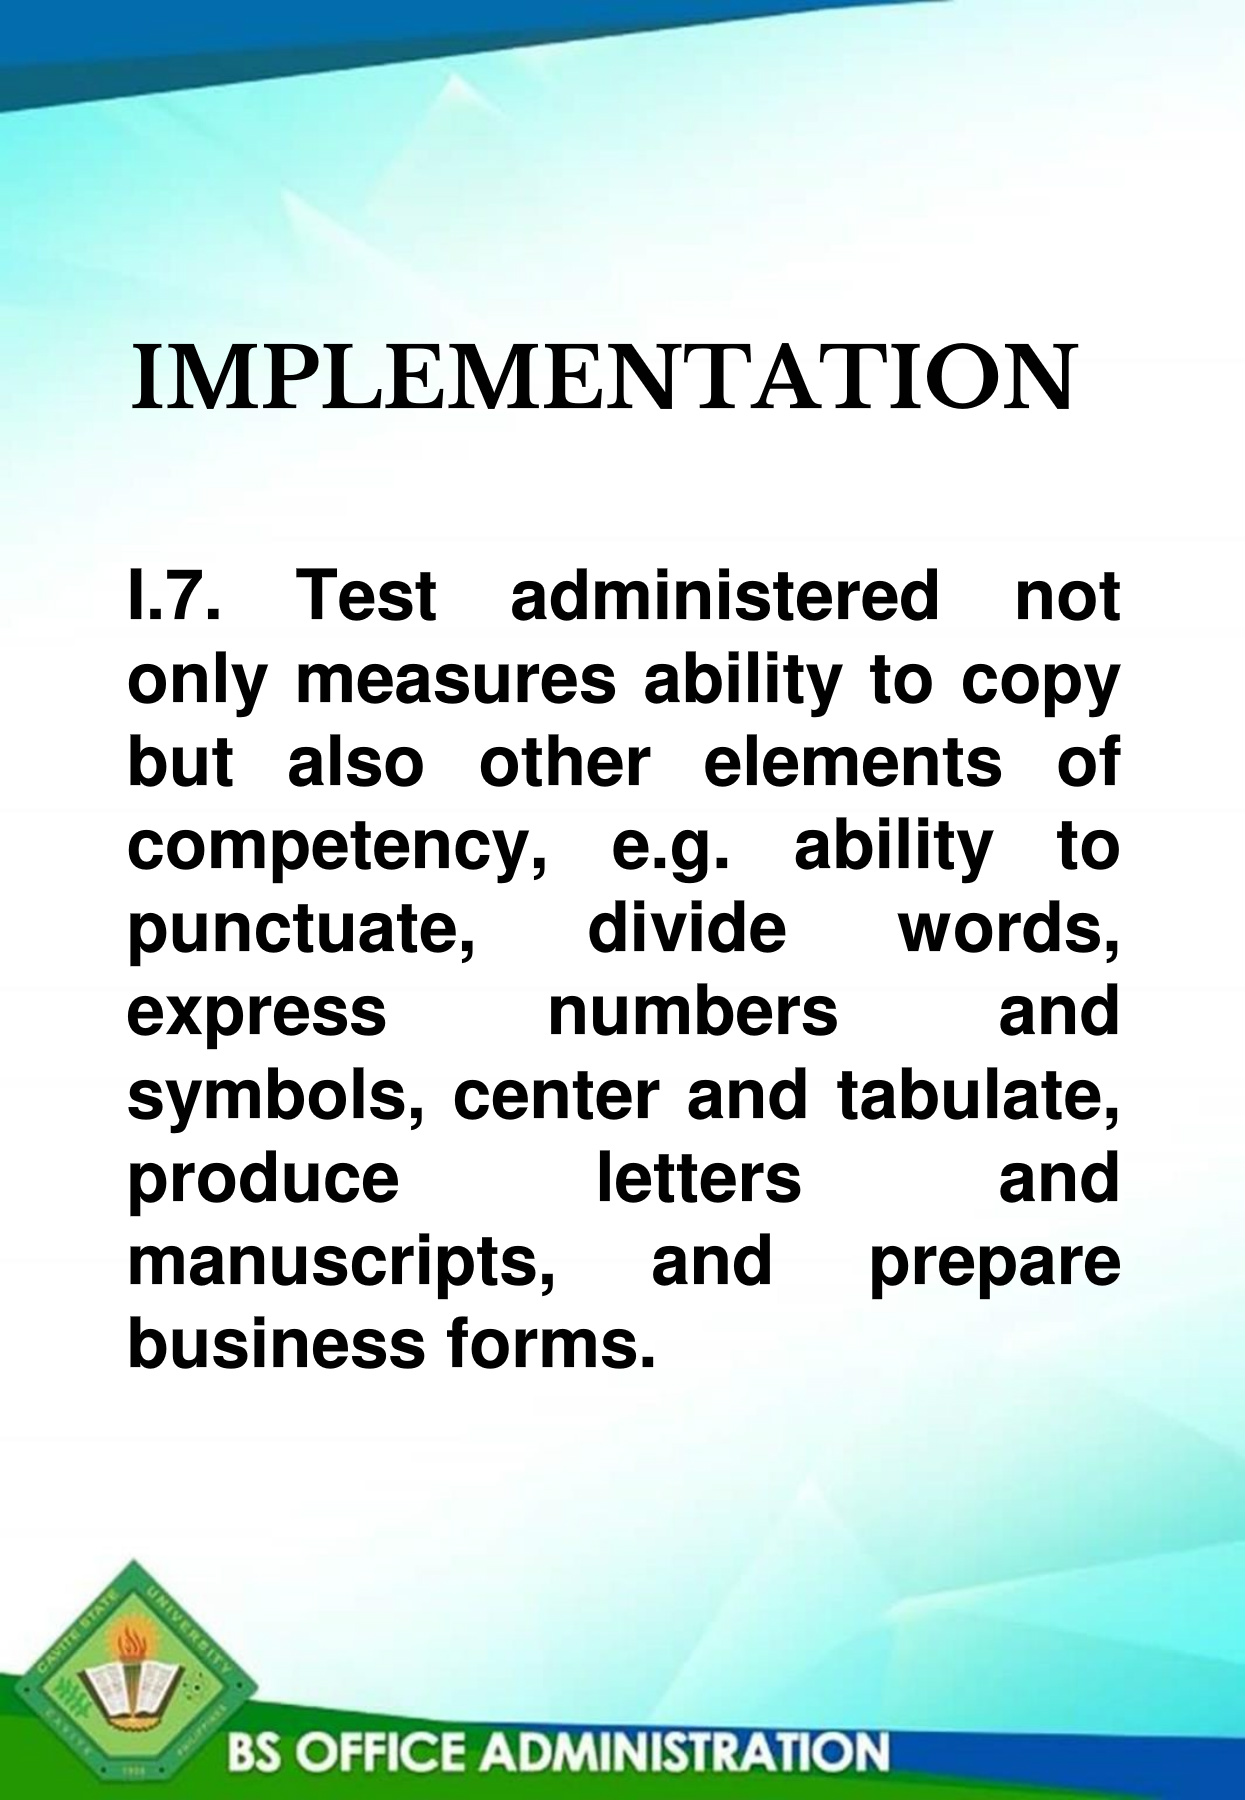 IMPLEMENTATION
I.7. Test administered not
only measures ability to copy
but also other elements of
competency, e.g. ability to
punctuate, divide words,
express numbers and
symbols, center and tabulate,
produce letters and
manuscripts, and prepare
business forms.
CAVITE STATE UNIVERSITY
CAVITE PHILIPPINES
BS OFFICE ADMINISTRATION